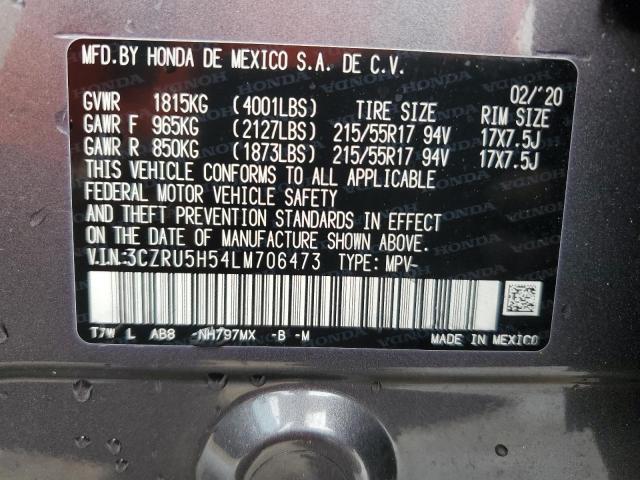 MFD.BY HONDA DE MEXICO S.A. DE C.V.
02/'20
GVWR 1815KG (4001LBS) TIRE SIZE RIM SIZE
GAWR F 965KG (2127LBS) 215/55R17 94V 17X7.5J
GAWR R 850KG (1873LBS) 215/55R17 94V 17X7.5J
THIS VEHICLE CONFORMS TO ALL APPLICABLE
FEDERAL MOTOR VEHICLE SAFETY
AND THEFT PREVENTION STANDARDS IN EFFECT
ON THE DATE OF MANUFACTURE SHOWN ABOVE.
V.I.N:3CZRU5H54LM706473 TYPE: MPV-
T7W L AB8 -NH797MX -B -M
MADE IN MEXICO